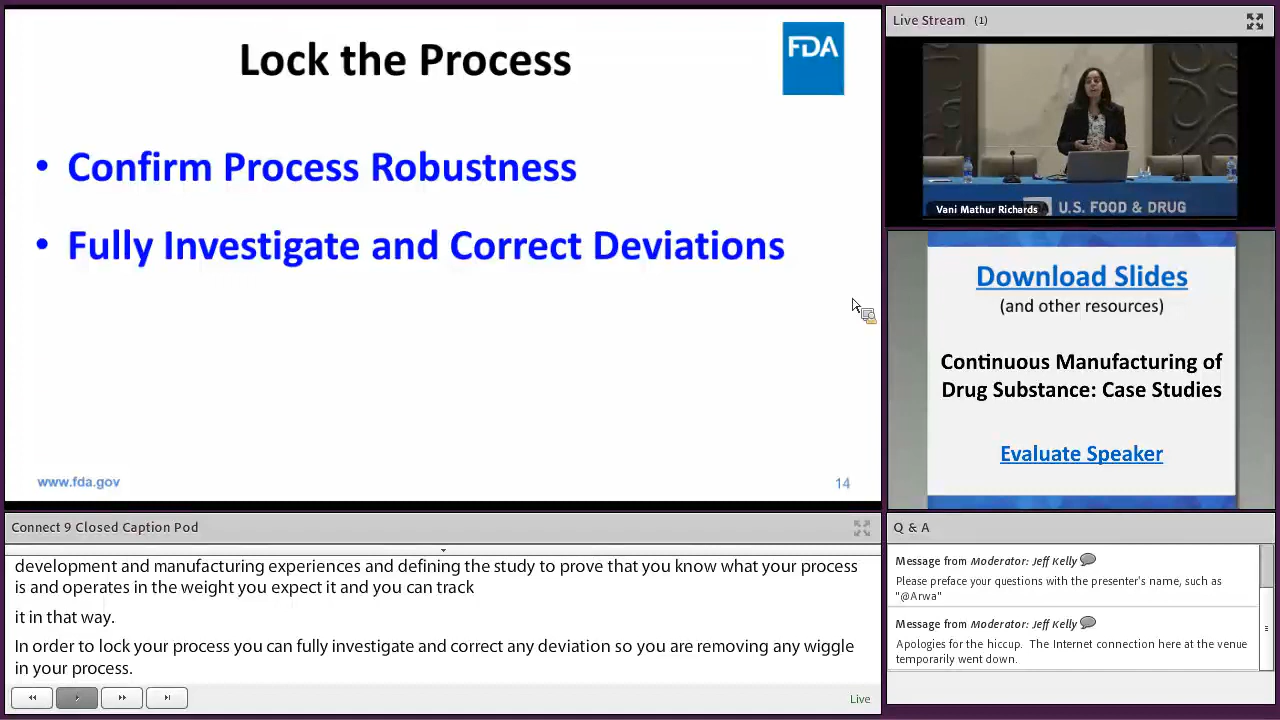 Lock the Process
FDA
• Confirm Process Robustness
• Fully Investigate and Correct Deviations
www.fda.gov
14
Live Stream (1)
Vani Mathur Richards
U.S. FOOD & DRUG
Download Slides
(and other resources)
Continuous Manufacturing of
Drug Substance: Case Studies
Evaluate Speaker
Connect 9 Closed Caption Pod
development and manufacturing experiences and defining the study to prove that you know what your process
is and operates in the weight you expect it and you can track
it in that way.
In order to lock your process you can fully investigate and correct any deviation so you are removing any wiggle
in your process.
Live
Q & A
Message from Moderator: Jeff Kelly
Please preface your questions with the presenter's name, such as
"@Arwa"
Message from Moderator: Jeff Kelly
Apologies for the hiccup. The Internet connection here at the venue
temporarily went down.